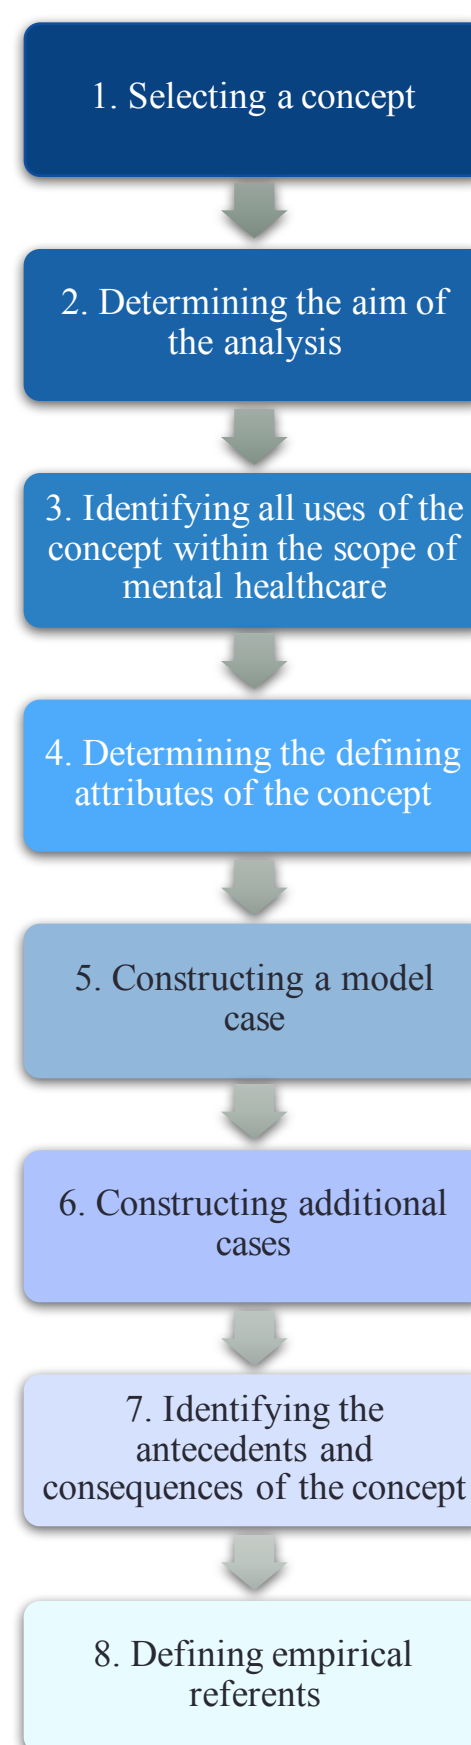 1. Selecting a concept
2. Determining the aim of
the analysis
3. Identifying all uses of the
concept within the scope of
mental healthcare
4. Determining the defining
attributes of the concept
5. Constructing a model
case
6. Constructing additional
cases
7. Identifying the
antecedents and
consequences of the concept
8. Defining empirical
referents